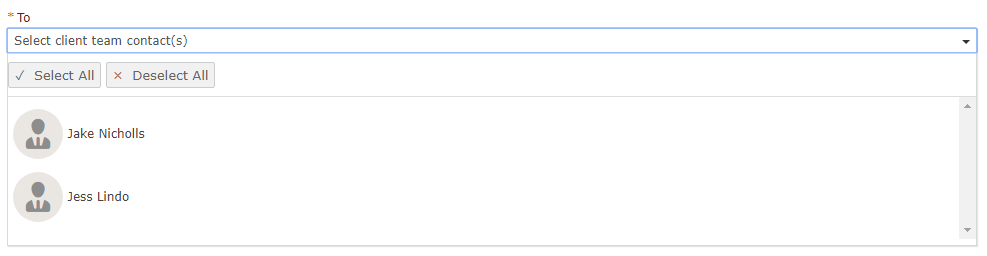 * To
Select client team contact(s)
✓ Select All ✕ Deselect All
Jake Nicholls
Jess Lindo